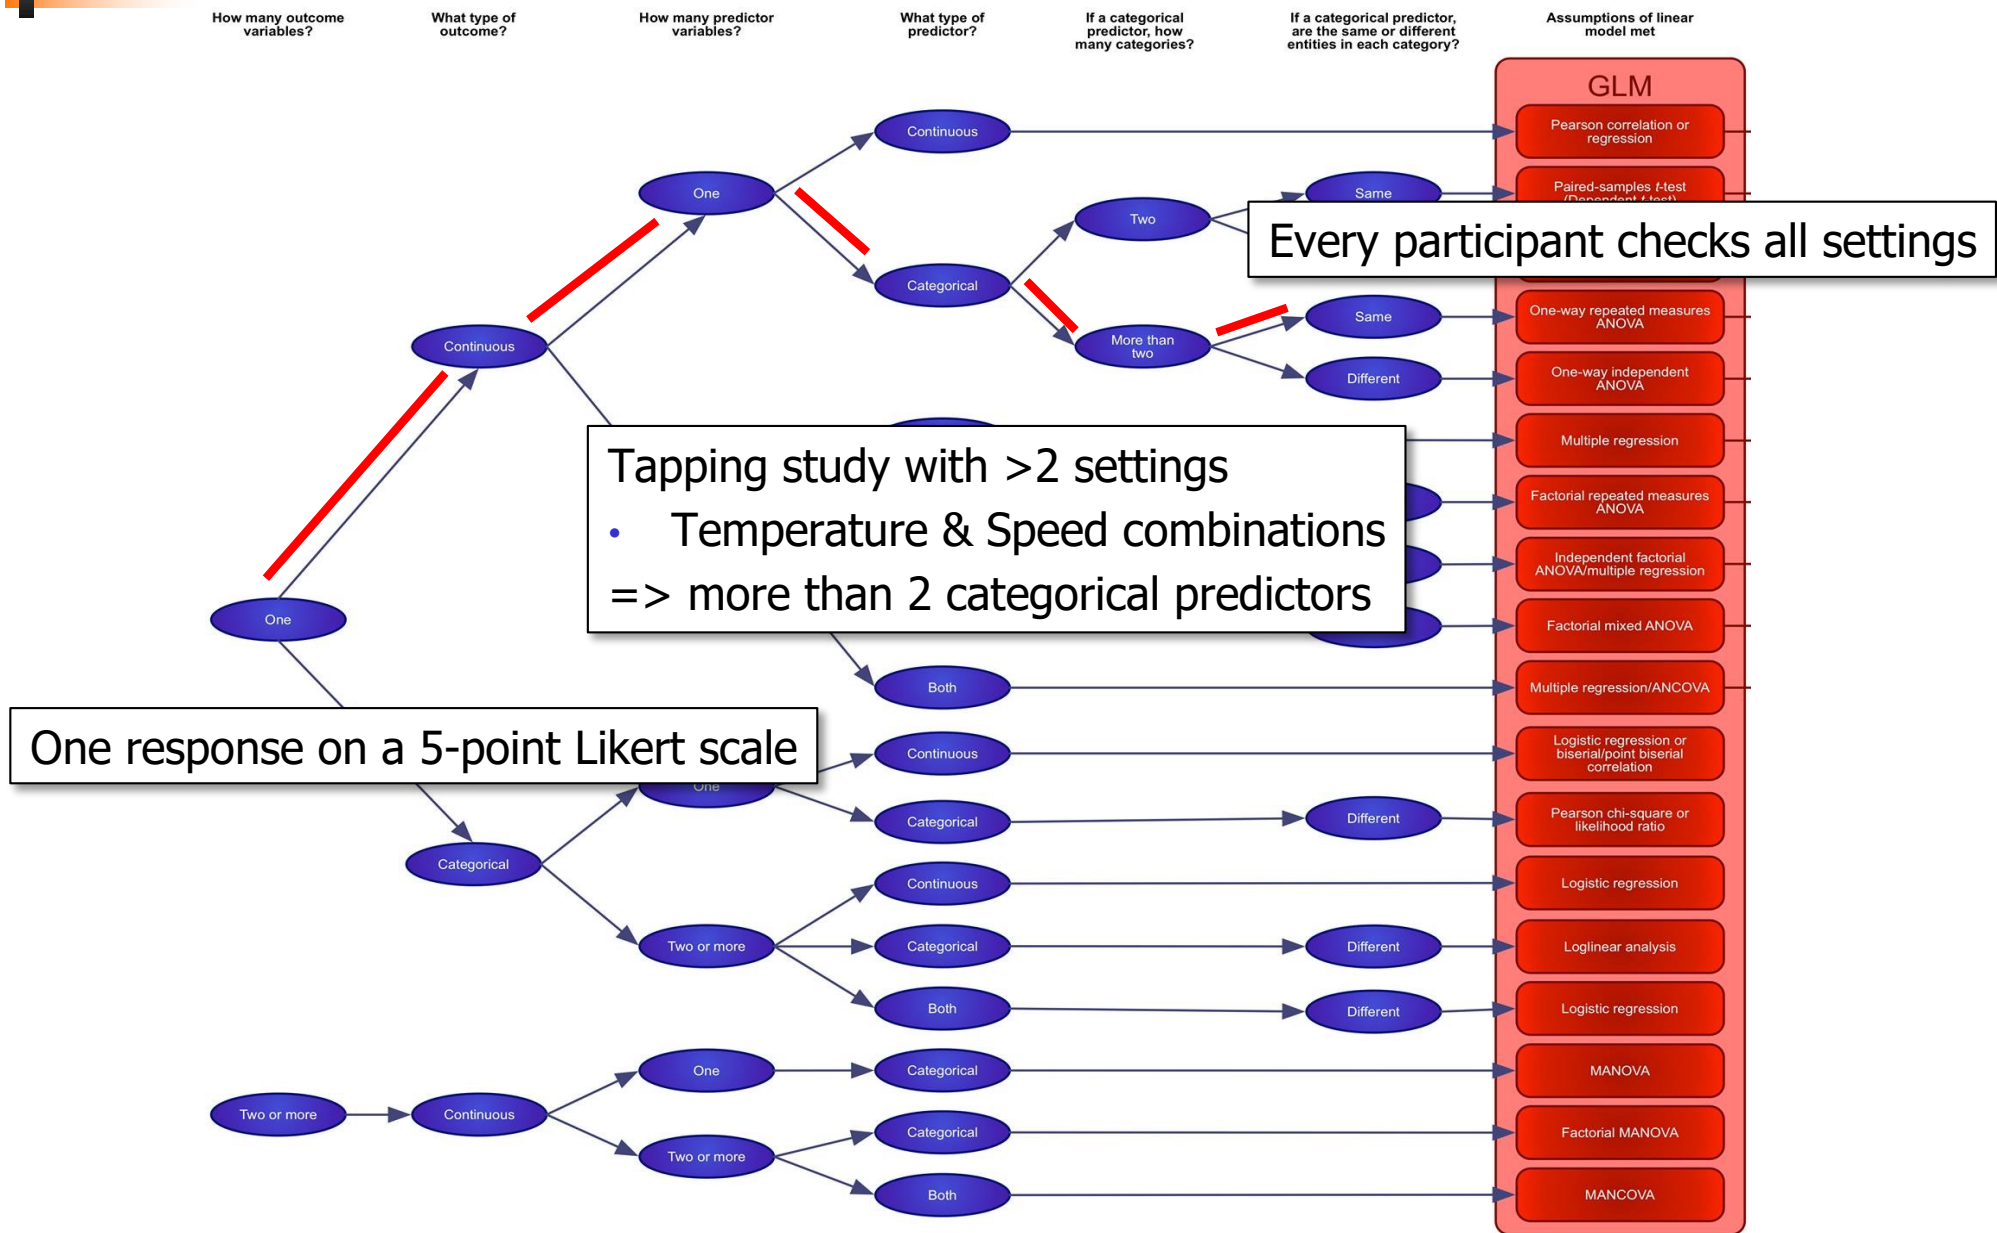 How many outcome
variables?
What type of
outcome?
How many predictor
variables?
What type of
predictor?
If a categorical
predictor, how
many categories?
If a categorical predictor,
are the same or different
entities in each category?
Assumptions of linear
model met
GLM
Continuous
Pearson correlation or
regression
One
Same
Paired-samples t-test
(Dependent t-test)
Two
Every participant checks all settings
Categorical
Same
One-way repeated measures
ANOVA
Continuous
More than
two
Different
One-way independent
ANOVA
Multiple regression
Tapping study with >2 settings
• Temperature & Speed combinations
=> more than 2 categorical predictors
Factorial repeated measures
ANOVA
Independent factorial
ANOVA/multiple regression
One
Factorial mixed ANOVA
Both
Multiple regression/ANCOVA
One response on a 5-point Likert scale
Continuous
Logistic regression or
biserial/point biserial
correlation
One
Categorical
Different
Pearson chi-square or
likelihood ratio
Categorical
Continuous
Logistic regression
Two or more
Categorical
Different
Loglinear analysis
Both
Different
Logistic regression
One
Categorical
MANOVA
Two or more
Continuous
Categorical
Factorial MANOVA
Two or more
Both
MANCOVA